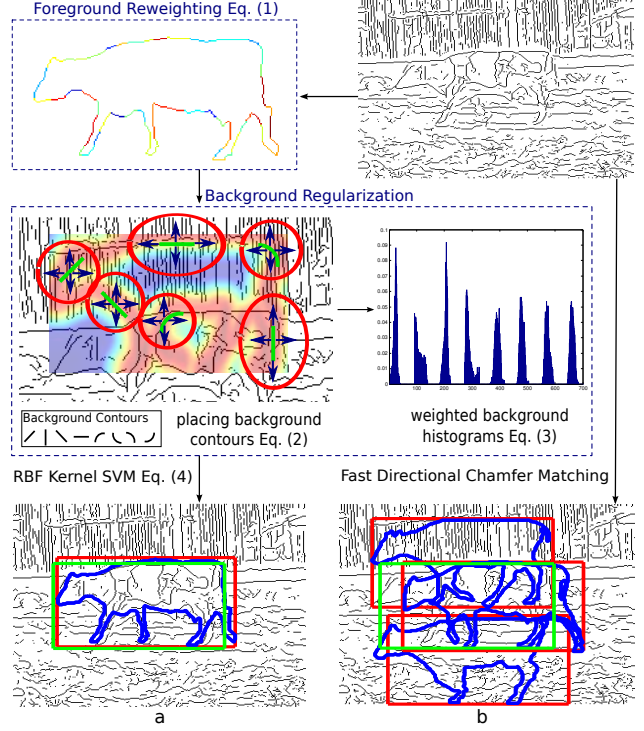 Foreground Reweighting Eq. (1)
Background Regularization
0.1
0.09
0.08
0.07
0.06
0.05
0.04
0.03
0.02
0.01
0
0 100 200 300 400 500 600 700
Background Contours
placing background
contours Eq. (2)
weighted background
histograms Eq. (3)
RBF Kernel SVM Eq. (4)
Fast Directional Chamfer Matching
a
b